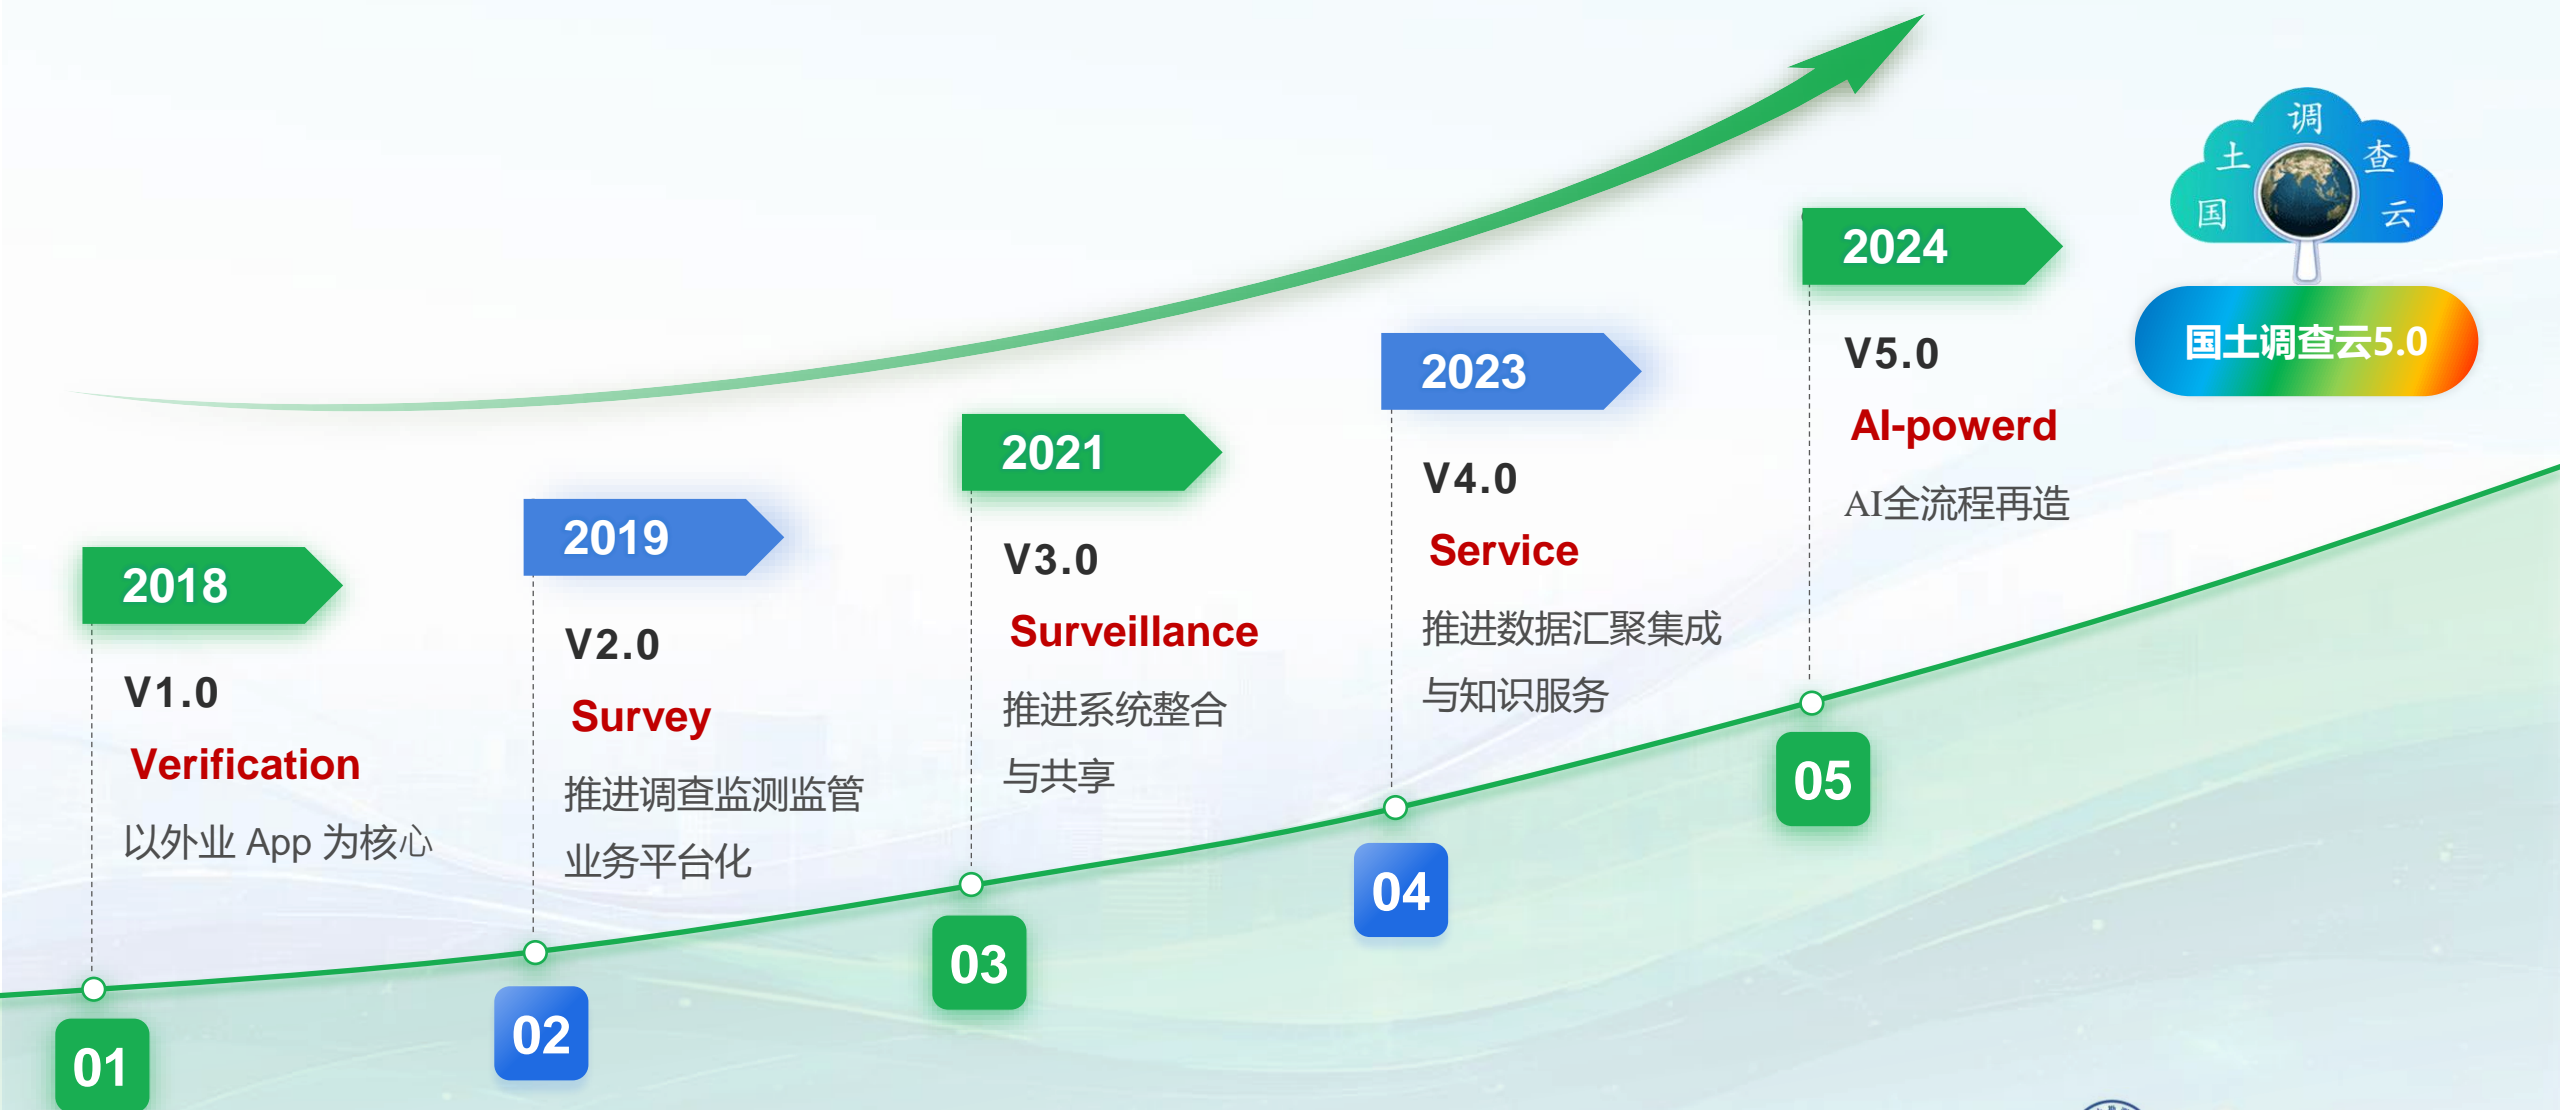 2018
V1.0
Verification
以外业 App 为核心
01
2019
V2.0
Survey
推进调查监测监管
业务平台化
02
2021
V3.0
Surveillance
推进系统整合
与共享
03
2023
V4.0
Service
推进数据汇聚集成
与知识服务
04
2024
V5.0
AI-powerd
AI全流程再造
05
国土调查云
国土调查云5.0